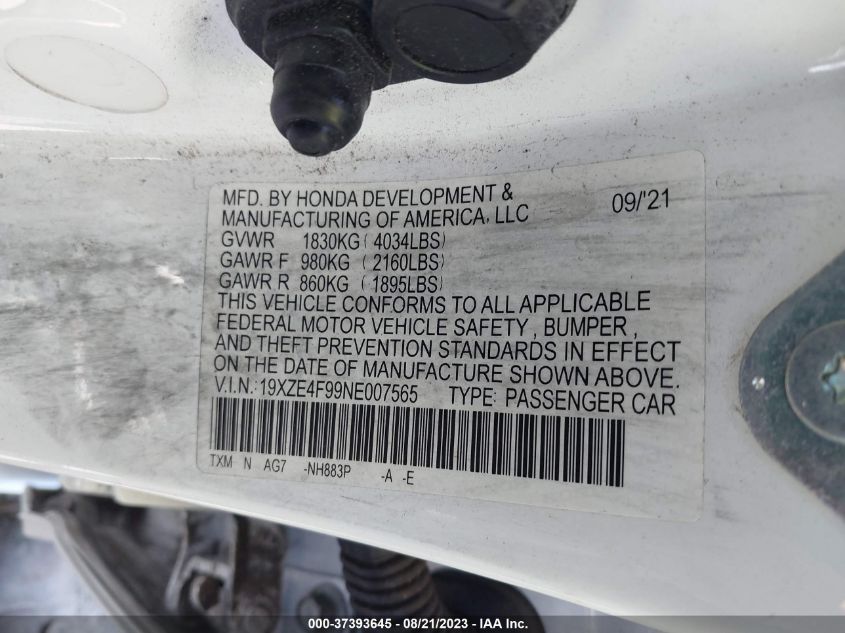 MFD. BY HONDA DEVELOPMENT &
MANUFACTURING OF AMERICA, LLC 09/'21
GVWR 1830KG (4034LBS)
GAWR F 980KG (2160LBS)
GAWR R 860KG (1895LBS)
THIS VEHICLE CONFORMS TO ALL APPLICABLE
FEDERAL MOTOR VEHICLE SAFETY, BUMPER,
AND THEFT PREVENTION STANDARDS IN EFFECT
ON THE DATE OF MANUFACTURE SHOWN ABOVE.
V.I.N.: 19XZE4F99NE007565 TYPE: PASSENGER CAR
TXM N AG7 -NH883P -A -E
000-37393645 / 08/21/2023 / IAA Inc.